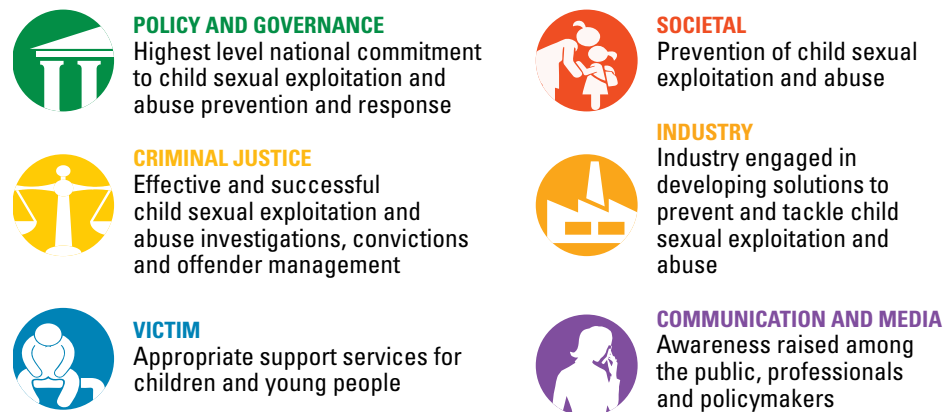 POLICY AND GOVERNANCE
Highest level national commitment
to child sexual exploitation and
abuse prevention and response
CRIMINAL JUSTICE
Effective and successful
child sexual exploitation and
abuse investigations, convictions
and offender management
VICTIM
Appropriate support services for
children and young people
SOCIETAL
Prevention of child sexual
exploitation and abuse
INDUSTRY
Industry engaged in
developing solutions to
prevent and tackle child
sexual exploitation and
abuse
COMMUNICATION AND MEDIA
Awareness raised among
the public, professionals
and policymakers